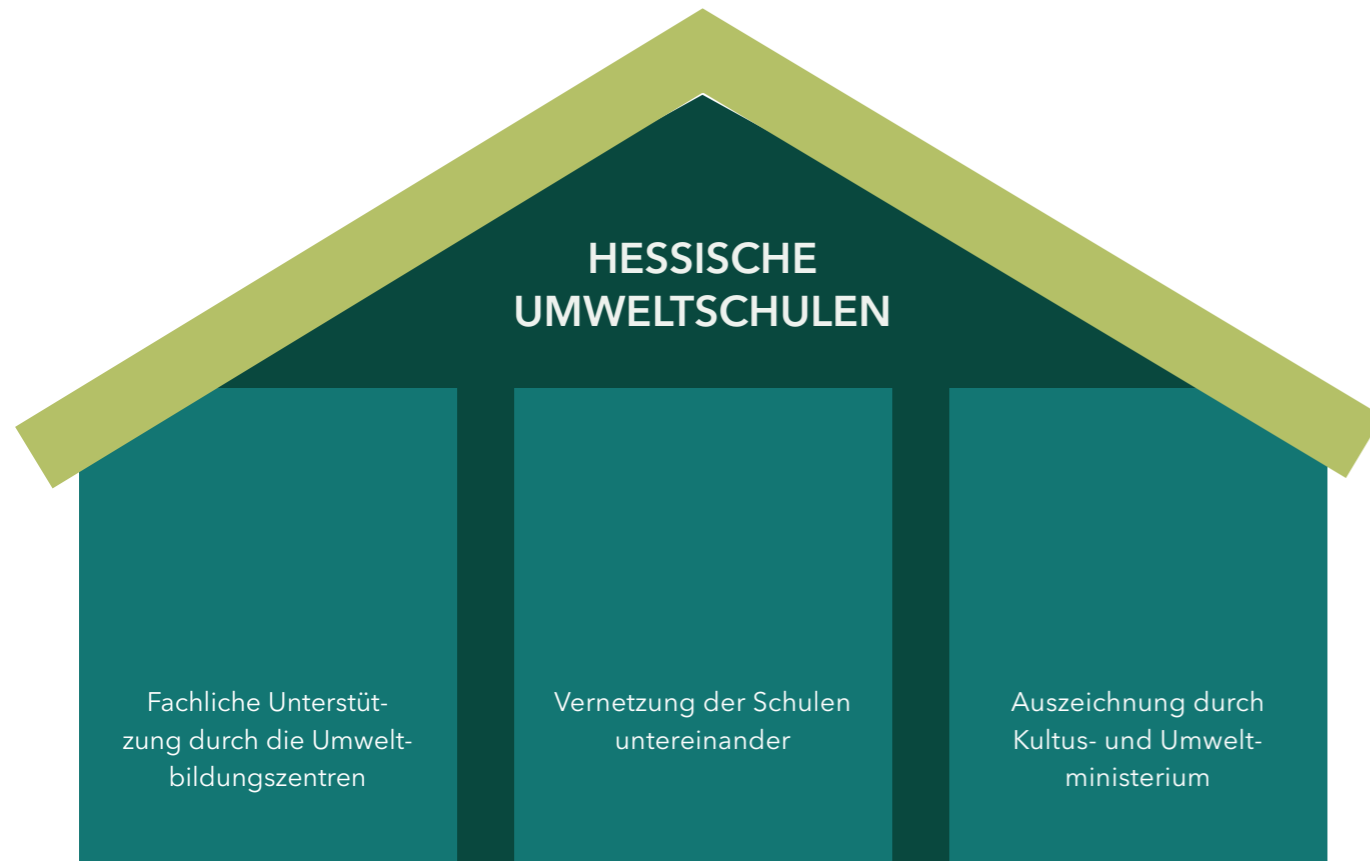 HESSISCHE
UMWELTSCHULEN
Fachliche Unterstüt-
zung durch die Umwelt-
bildungszentren
Vernetzung der Schulen
untereinander
Auszeichnung durch
Kultus- und Umwelt-
ministerium